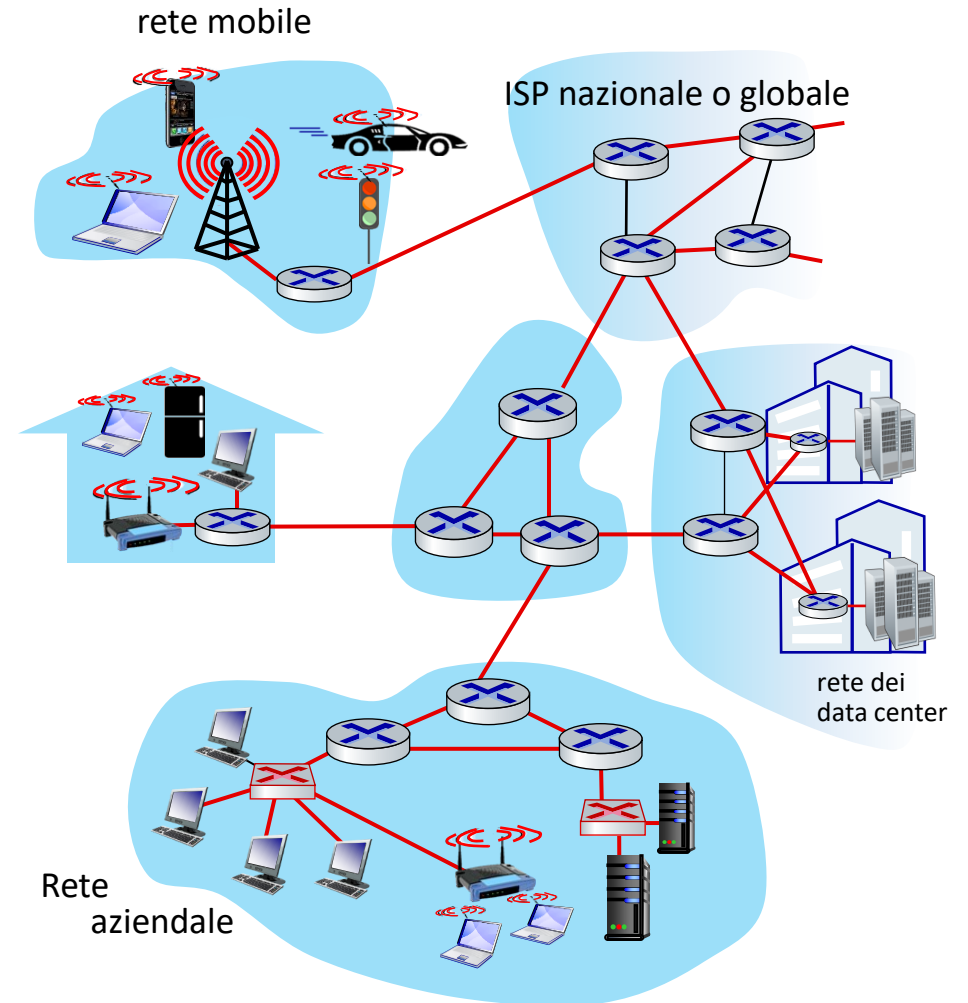 rete mobile
ISP nazionale o globale
rete dei
data center
Rete
aziendale